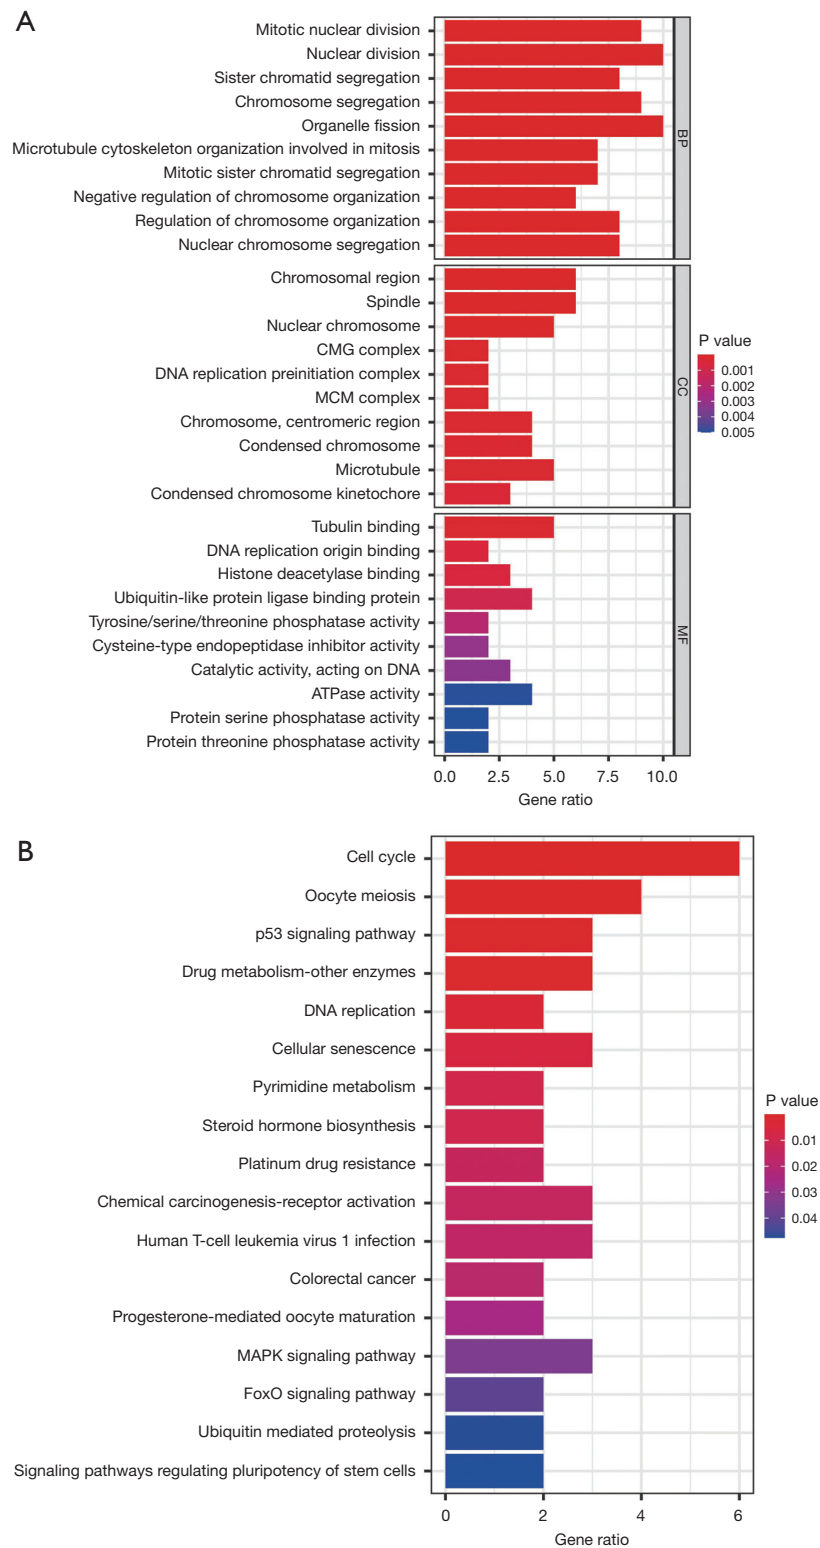 A
Mitotic nuclear division
Nuclear division
Sister chromatid segregation
Chromosome segregation
Organelle fission
Microtubule cytoskeleton organization involved in mitosis
Mitotic sister chromatid segregation
Negative regulation of chromosome organization
Regulation of chromosome organization
Nuclear chromosome segregation
BP
Chromosomal region
Spindle
Nuclear chromosome
CMG complex
DNA replication preinitiation complex
MCM complex
Chromosome, centromeric region
Condensed chromosome
Microtubule
Condensed chromosome kinetochore
CC
Tubulin binding
DNA replication origin binding
Histone deacetylase binding
Ubiquitin-like protein ligase binding protein
Tyrosine/serine/threonine phosphatase activity
Cysteine-type endopeptidase inhibitor activity
Catalytic activity, acting on DNA
ATPase activity
Protein serine phosphatase activity
Protein threonine phosphatase activity
MF
0.0 2.5 5.0 7.5 10.0
Gene ratio
P value
0.001
0.002
0.003
0.004
0.005
B
Cell cycle
Oocyte meiosis
p53 signaling pathway
Drug metabolism-other enzymes
DNA replication
Cellular senescence
Pyrimidine metabolism
Steroid hormone biosynthesis
Platinum drug resistance
Chemical carcinogenesis-receptor activation
Human T-cell leukemia virus 1 infection
Colorectal cancer
Progesterone-mediated oocyte maturation
MAPK signaling pathway
FoxO signaling pathway
Ubiquitin mediated proteolysis
Signaling pathways regulating pluripotency of stem cells
0 2 4 6
Gene ratio
P value
0.01
0.02
0.03
0.04